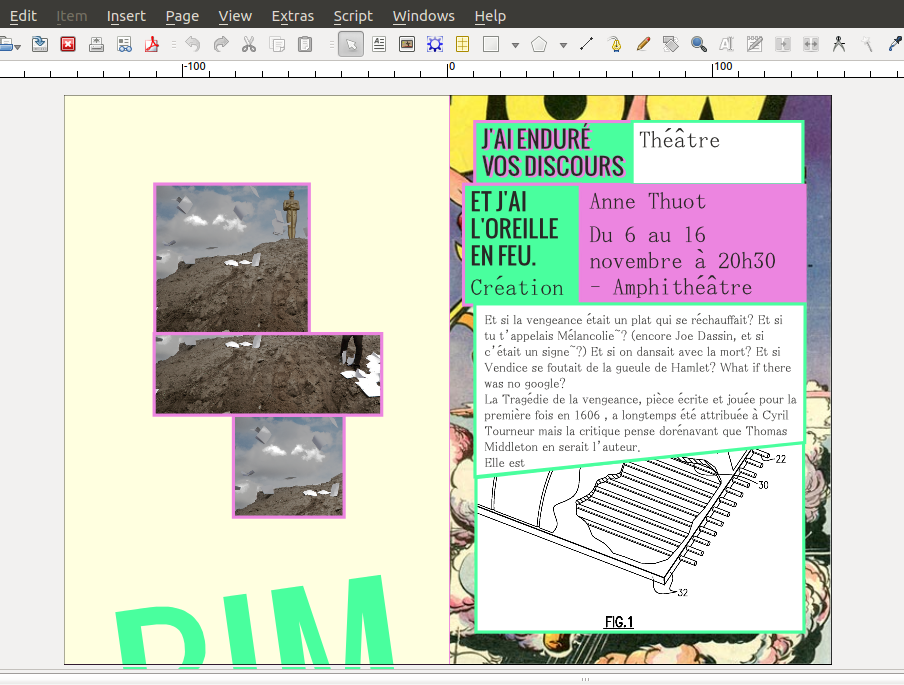 Edit Item Insert Page View Extras Script Windows Help
-100 0 100
J'AI ENDURÉ
VOS DISCOURS
Théâtre
ET J'AI
L'OREILLE
EN FEU.
Création
Anne Thuot
Du 6 au 16
novembre à 20h30
- Amphithéâtre
Et si la vengeance était un plat qui se réchauffait? Et si
tu t'appelais Mélancolie~? (encore Joe Dassin, et si
c'était un signe~?) Et si on dansait avec la mort? Et si
Vendice se foutait de la gueule de Hamlet? What if there
was no google?
La Tragédie de la vengeance, pièce écrite et jouée pour la
première fois en 1606 , a longtemps été attribuée à Cyril
Tourneur mais la critique pense dorénavant que Thomas
Middleton en serait l'auteur.
Elle est
22
30
32
FIG.1